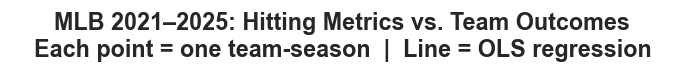 MLB 2021–2025: Hitting Metrics vs. Team Outcomes
Each point = one team-season | Line = OLS regression